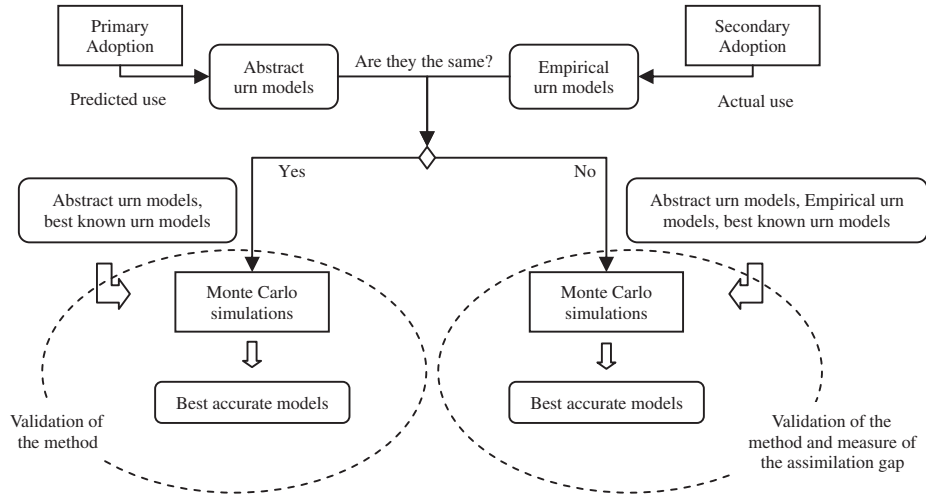 Primary
Adoption
Secondary
Adoption
Abstract
urn models
Are they the same?
Empirical
urn models
Predicted use
Actual use
Yes
No
Abstract urn models,
best known urn models
Abstract urn models, Empirical urn
models, best known urn models
Monte Carlo
simulations
Monte Carlo
simulations
Best accurate models
Best accurate models
Validation of
the method
Validation of the
method and measure of
the assimilation gap